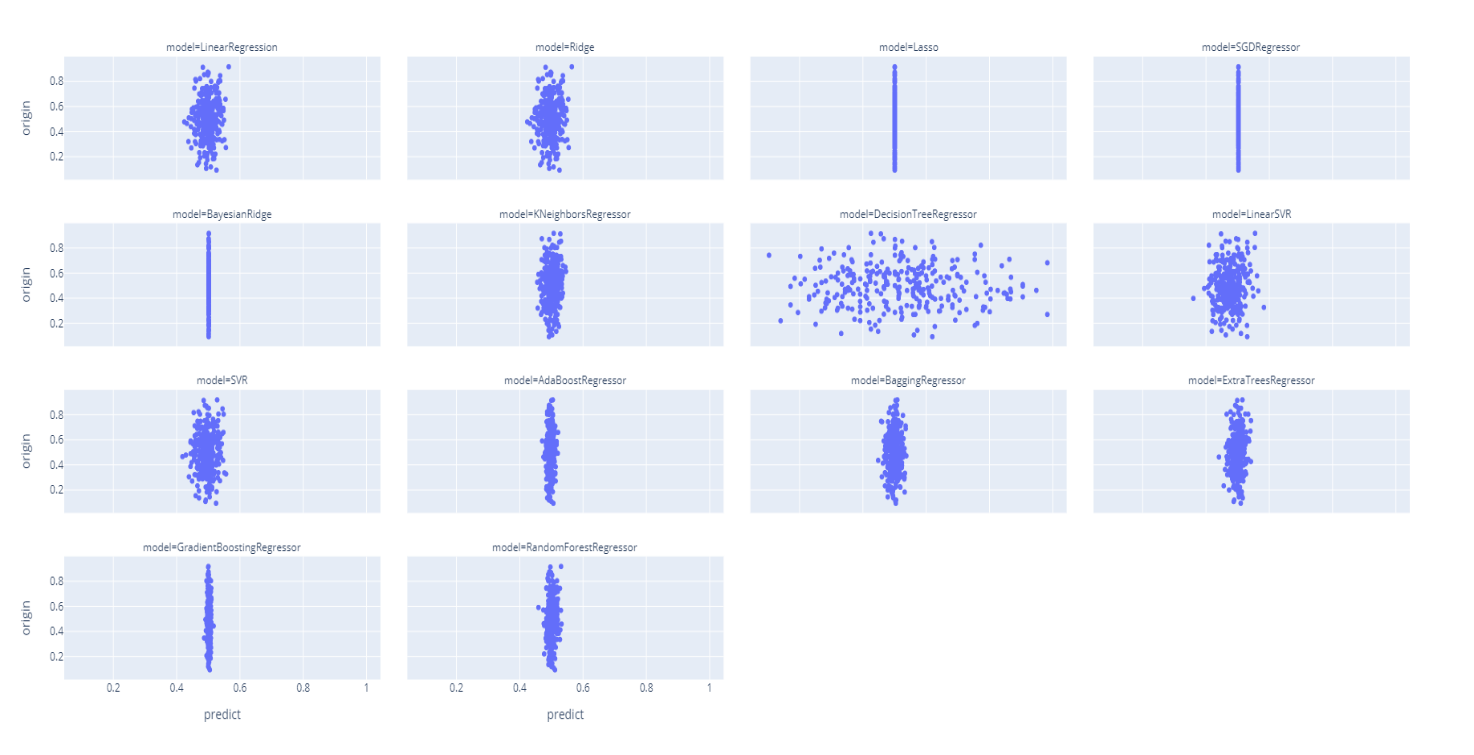 model=LinearRegression
model=Ridge
model=Lasso
model=SGDRegressor
origin
0.8
0.6
0.4
0.2
model=BayesianRidge
model=KNeighborsRegressor
model=DecisionTreeRegressor
model=LinearSVR
origin
0.8
0.6
0.4
0.2
model=SVR
model=AdaBoostRegressor
model=BaggingRegressor
model=ExtraTreesRegressor
origin
0.8
0.6
0.4
0.2
model=GradientBoostingRegressor
model=RandomForestRegressor
origin
0.8
0.6
0.4
0.2
0.2 0.4 0.6 0.8 1
0.2 0.4 0.6 0.8 1
predict
predict